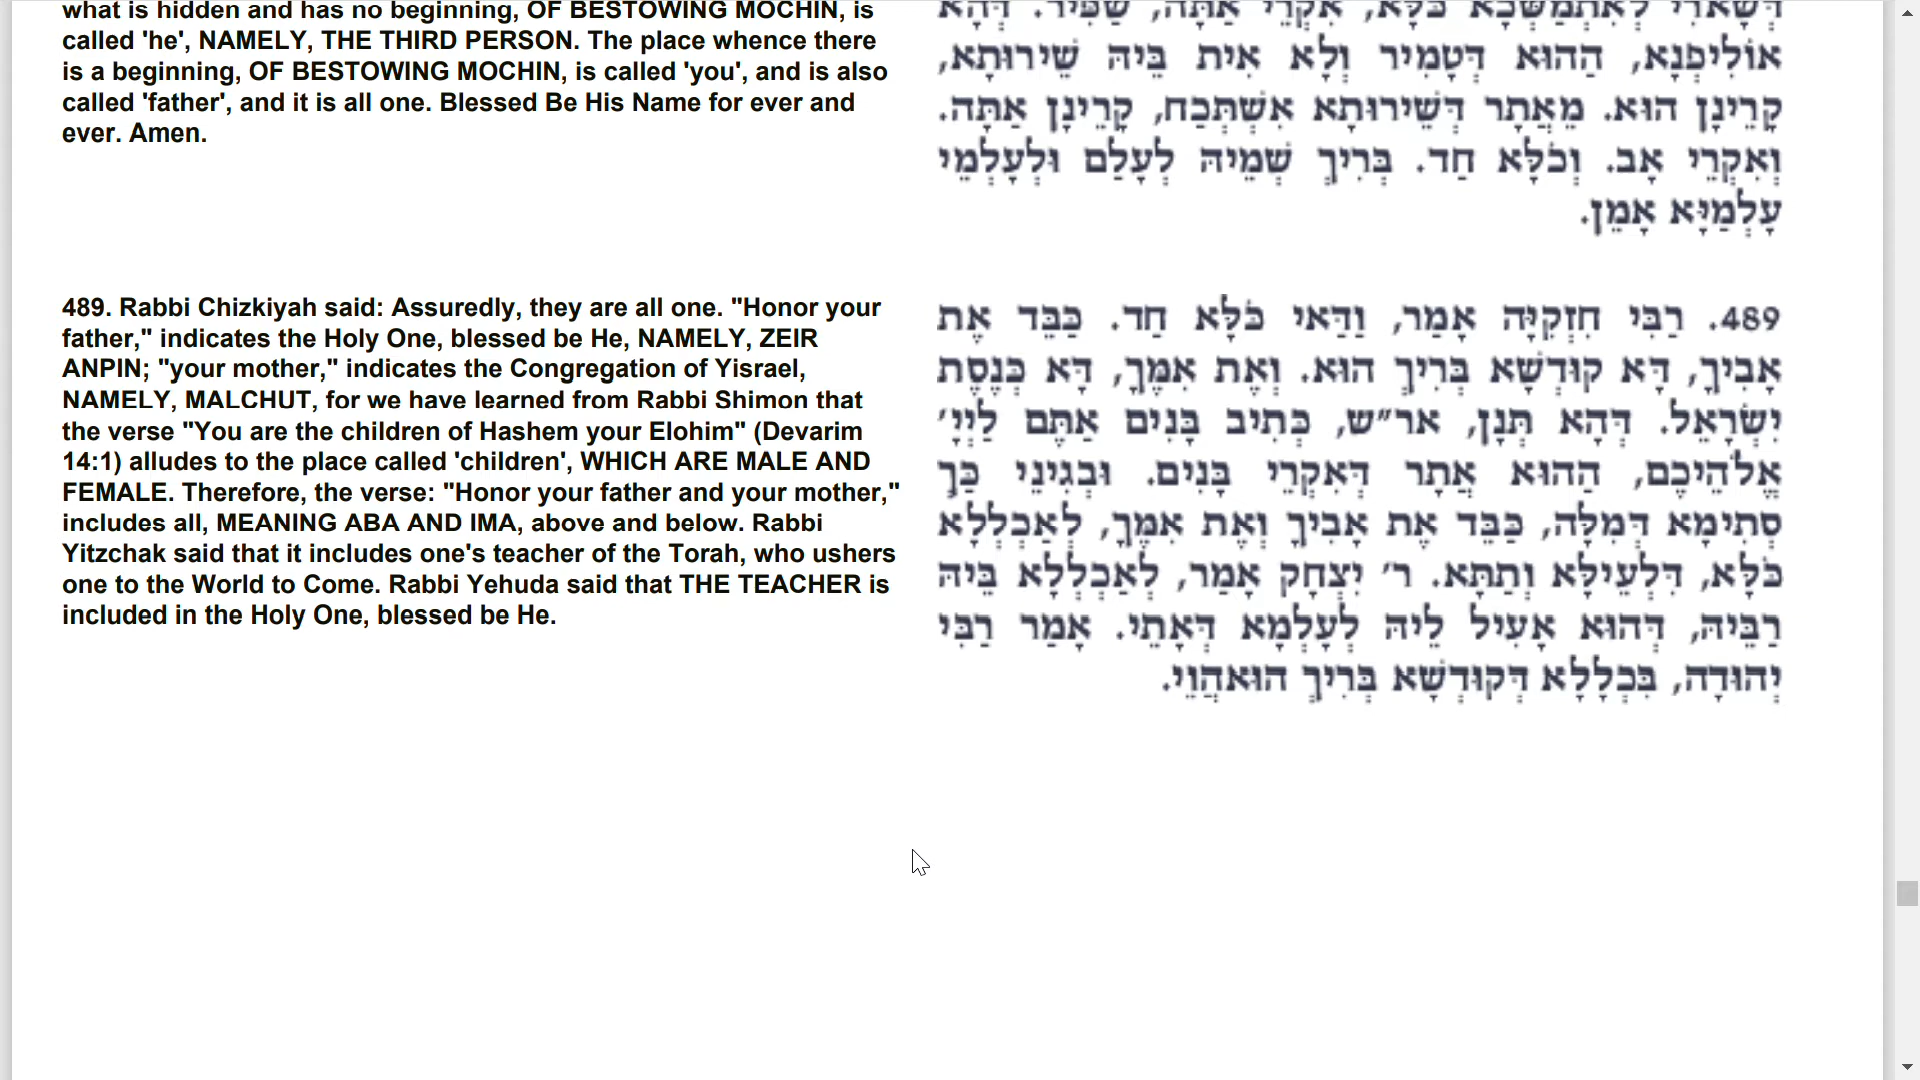 what is hidden and has no beginning, OF BESTOWING MOCHIN, is
called 'he', NAMELY, THE THIRD PERSON. The place whence there
is a beginning, OF BESTOWING MOCHIN, is called 'you', and is also
called 'father', and it is all one. Blessed Be His Name for ever and
ever. Amen.
דְּשָׁארֵי לְאִתְמַשְּׁכָא כֹּלָּא, אִקְרֵי אַתָּה, שַׁפִּיר. דְּהָא
אוֹלִיפְנָא, הַהוּא דְּטָמִיר וְלָא אִית בֵּיהּ שֵׁירוּתָא,
קָרֵינָן הוּא. מֵאֲתָר דְּשֵׁירוּתָא אִשְׁתְּכַח, קָרֵינָן אַתָּה.
וְאִקְרֵי אָב. וְכֹלָּא חַד. בְּרִיךְ שְׁמֵיהּ לְעָלַם וּלְעָלְמֵי
עָלְמַיָּא אָמֵן.
489. Rabbi Chizkiyah said: Assuredly, they are all one. "Honor your
father," indicates the Holy One, blessed be He, NAMELY, ZEIR
ANPIN; "your mother," indicates the Congregation of Yisrael,
NAMELY, MALCHUT, for we have learned from Rabbi Shimon that
the verse "You are the children of Hashem your Elohim" (Devarim
14:1) alludes to the place called 'children', WHICH ARE MALE AND
FEMALE. Therefore, the verse: "Honor your father and your mother,"
includes all, MEANING ABA AND IMA, above and below. Rabbi
Yitzchak said that it includes one's teacher of the Torah, who ushers
one to the World to Come. Rabbi Yehuda said that THE TEACHER is
included in the Holy One, blessed be He.
489. רַבִּי חִזְקִיָּה אָמַר, וַדַּאי כֹּלָּא חַד. כַּבֵּד אֶת
אָבִיךָ, דָּא קוּדְשָׁא בְּרִיךְ הוּא. וְאֶת אִמֶּךָ, דָּא כְּנֶסֶת
יִשְׂרָאֵל. דְּהָא תְּנָן, אר״ש, כְּתִיב בָּנִים אַתֶּם לַיְיָ׳
אֱלֹהֵיכֶם, הַהוּא אֲתָר דְּאִקְרֵי בָּנִים. וּבְגִינֵי כַּךְ
סְתִימָא דְּמִלָּה, כַּבֵּד אֶת אָבִיךָ וְאֶת אִמֶּךָ, לְאַכְלְלָא
כֹּלָּא, דִּלְעֵילָּא וְתַתָּא. ר׳ יִצְחָק אָמַר, לְאַכְלְלָא בֵּיהּ
רַבֵּיהּ, דְּהוּא אָעִיל לֵיהּ לְעָלְמָא דְּאָתֵי. אָמַר רַבִּי
יְהוּדָה, בִּכְלָלָא דְּקוּדְשָׁא בְּרִיךְ הוּאהֲוֵי.